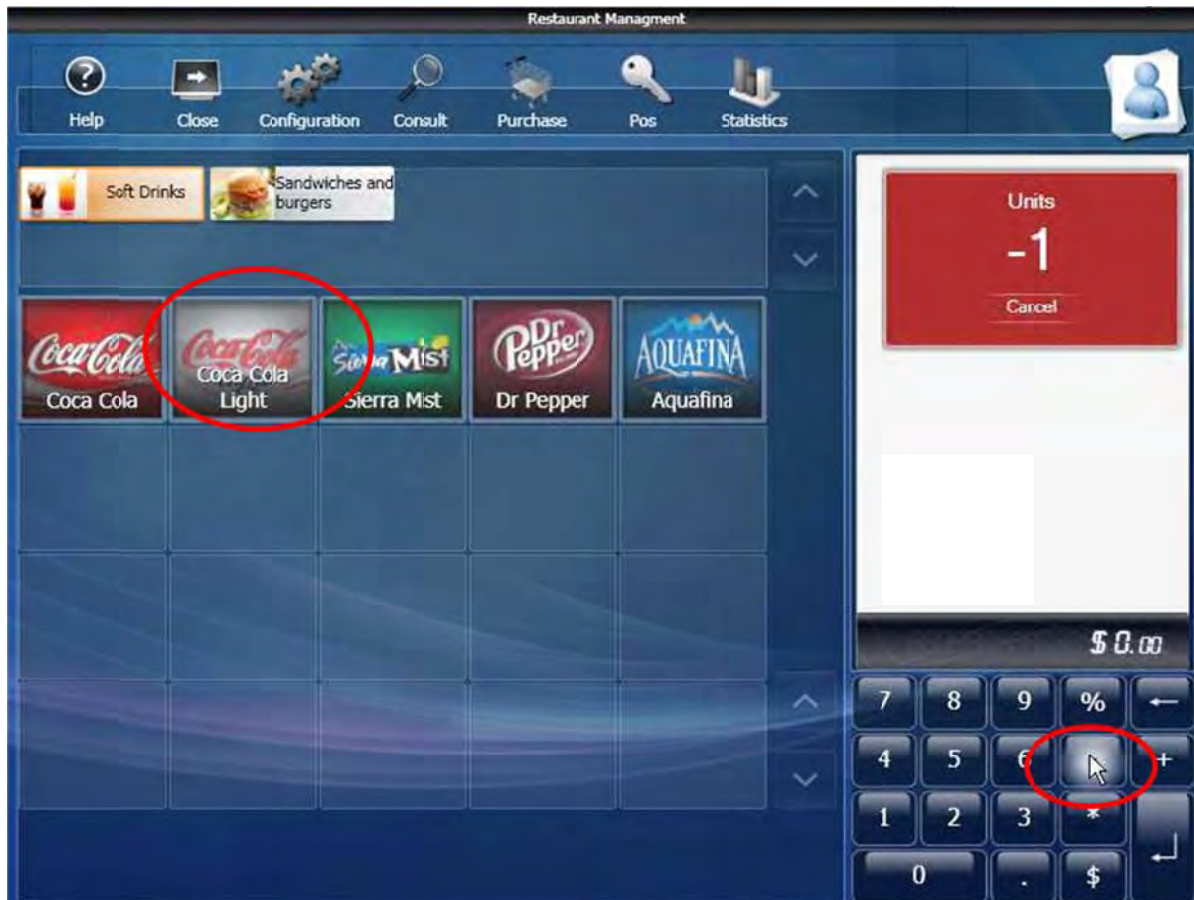 Restaurant Managment
Help
Close
Configuration
Consult
Purchase
Pos
Statistics
Soft Drinks
Sandwiches and
burgers
Units
-1
Cancel
Coca-Cola
Coca Cola
Coca-Cola
Coca Cola
Light
Sierra Mist
Sierra Mist
Dr Pepper
Dr Pepper
AQUAFINA
Aquafina
$ 0.00
7 8 9 % ←
4 5 6 +
1 2 3 *
0 . $ ↵